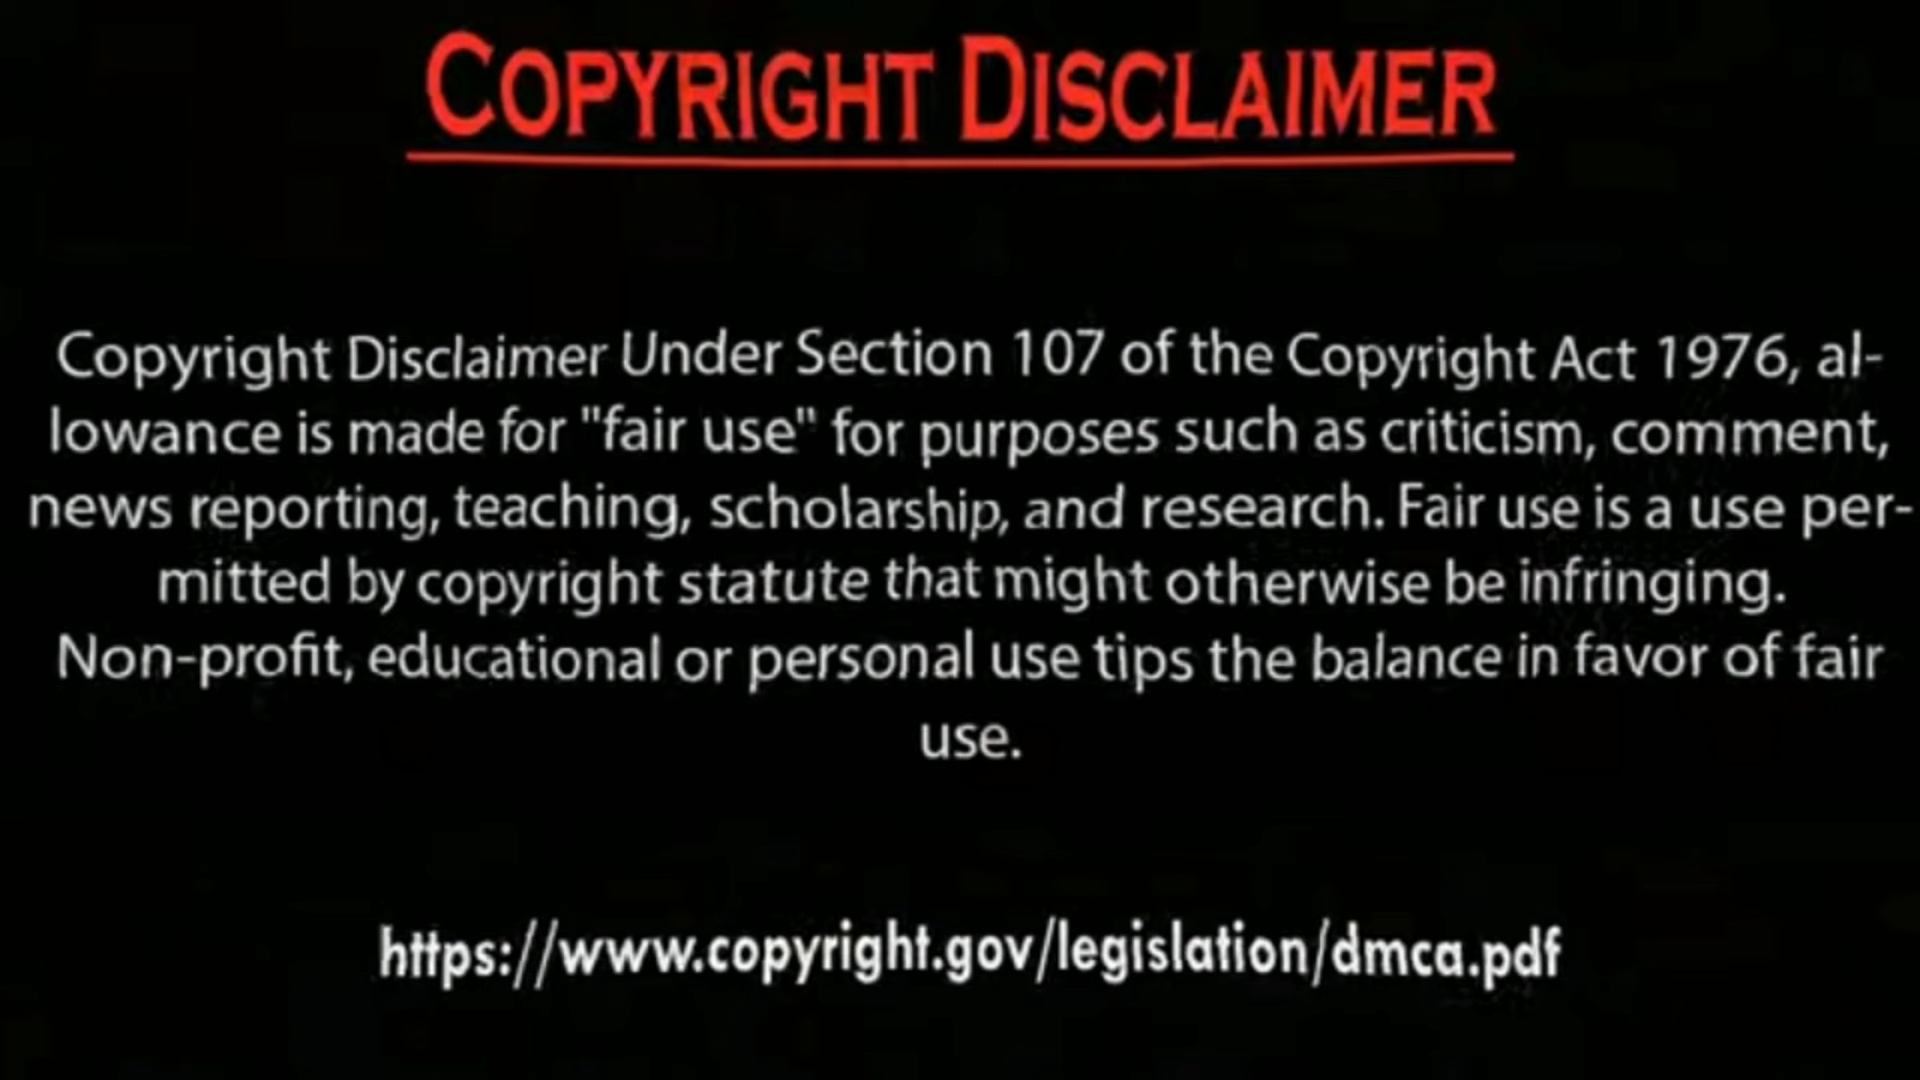 COPYRIGHT DISCLAIMER
Copyright Disclaimer Under Section 107 of the Copyright Act 1976, al-
lowance is made for "fair use" for purposes such as criticism, comment,
news reporting, teaching, scholarship, and research. Fair use is a use per-
mitted by copyright statute that might otherwise be infringing.
Non-profit, educational or personal use tips the balance in favor of fair
use.
https://www.copyright.gov/legislation/dmca.pdf